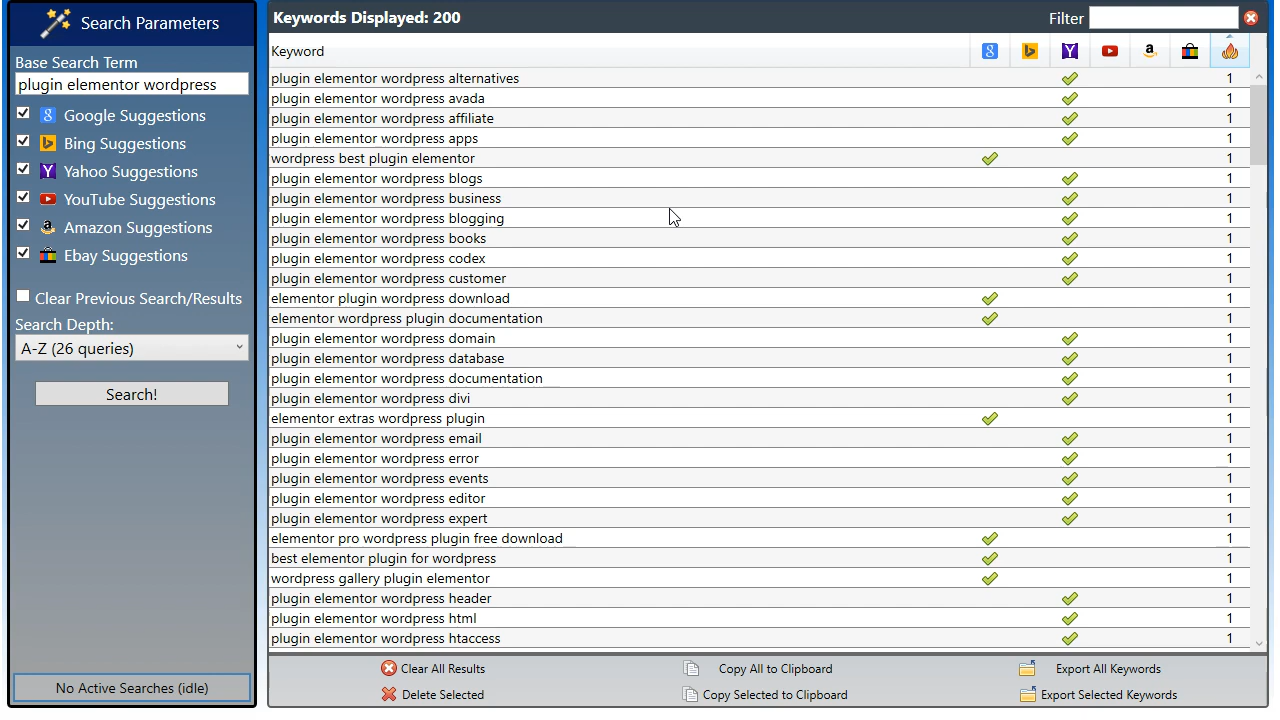 Search Parameters
Base Search Term
plugin elementor wordpress
Google Suggestions
Bing Suggestions
Yahoo Suggestions
YouTube Suggestions
Amazon Suggestions
Ebay Suggestions
Clear Previous Search/Results
Search Depth:
A-Z (26 queries)
Search!
No Active Searches (idle)
Keywords Displayed: 200
Filter
Keyword
plugin elementor wordpress alternatives 1
plugin elementor wordpress avada 1
plugin elementor wordpress affiliate 1
plugin elementor wordpress apps 1
wordpress best plugin elementor 1
plugin elementor wordpress blogs 1
plugin elementor wordpress business 1
plugin elementor wordpress blogging 1
plugin elementor wordpress books 1
plugin elementor wordpress codex 1
plugin elementor wordpress customer 1
elementor plugin wordpress download 1
elementor wordpress plugin documentation 1
plugin elementor wordpress domain 1
plugin elementor wordpress database 1
plugin elementor wordpress documentation 1
plugin elementor wordpress divi 1
elementor extras wordpress plugin 1
plugin elementor wordpress email 1
plugin elementor wordpress error 1
plugin elementor wordpress events 1
plugin elementor wordpress editor 1
plugin elementor wordpress expert 1
elementor pro wordpress plugin free download 1
best elementor plugin for wordpress 1
wordpress gallery plugin elementor 1
plugin elementor wordpress header 1
plugin elementor wordpress html 1
plugin elementor wordpress htaccess 1
Clear All Results Copy All to Clipboard Export All Keywords
Delete Selected Copy Selected to Clipboard Export Selected Keywords